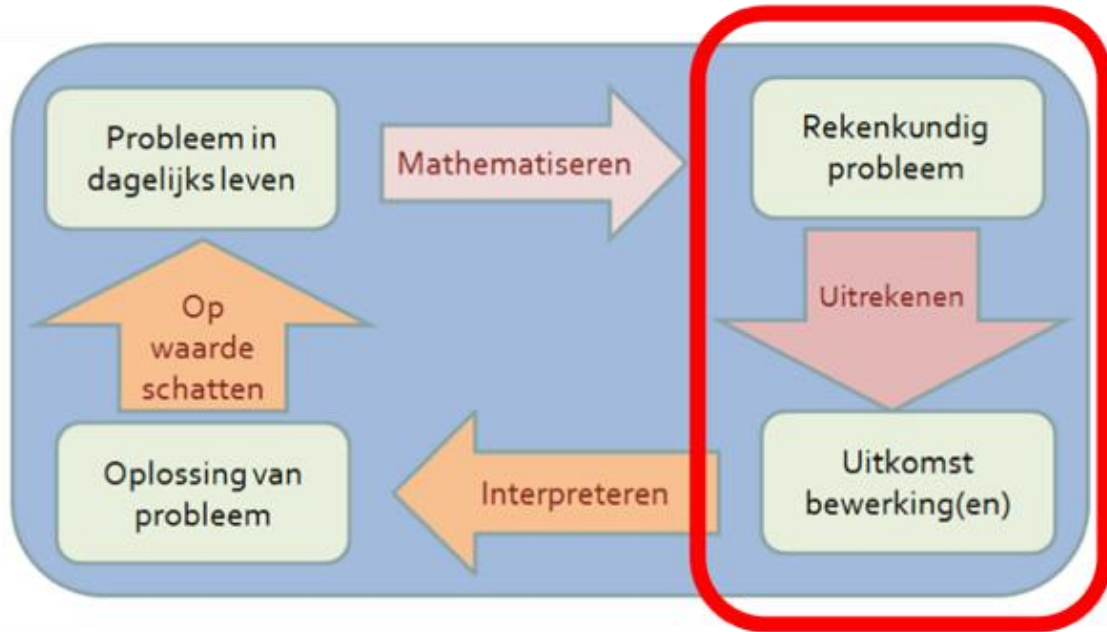 Probleem in
dagelijks leven
Mathematiseren
Rekenkundig
probleem
Uitrekenen
Uitkomst
bewerking(en)
Interpreteren
Oplossing van
probleem
Op
waarde
schatten